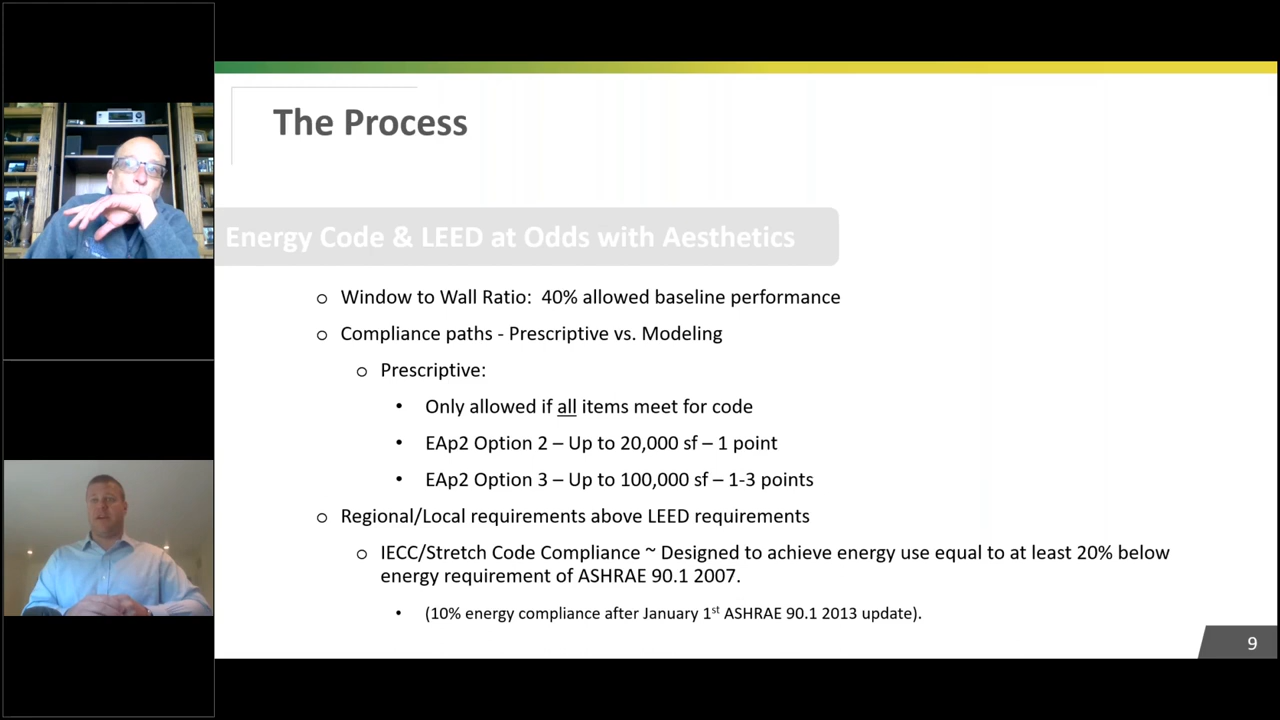 The Process
Energy Code & LEED at Odds with Aesthetics
o Window to Wall Ratio: 40% allowed baseline performance
o Compliance paths - Prescriptive vs. Modeling
o Prescriptive:
• Only allowed if all items meet for code
• EAp2 Option 2 – Up to 20,000 sf – 1 point
• EAp2 Option 3 – Up to 100,000 sf – 1-3 points
o Regional/Local requirements above LEED requirements
o IECC/Stretch Code Compliance ~ Designed to achieve energy use equal to at least 20% below
energy requirement of ASHRAE 90.1 2007.
• (10% energy compliance after January 1st ASHRAE 90.1 2013 update).
9